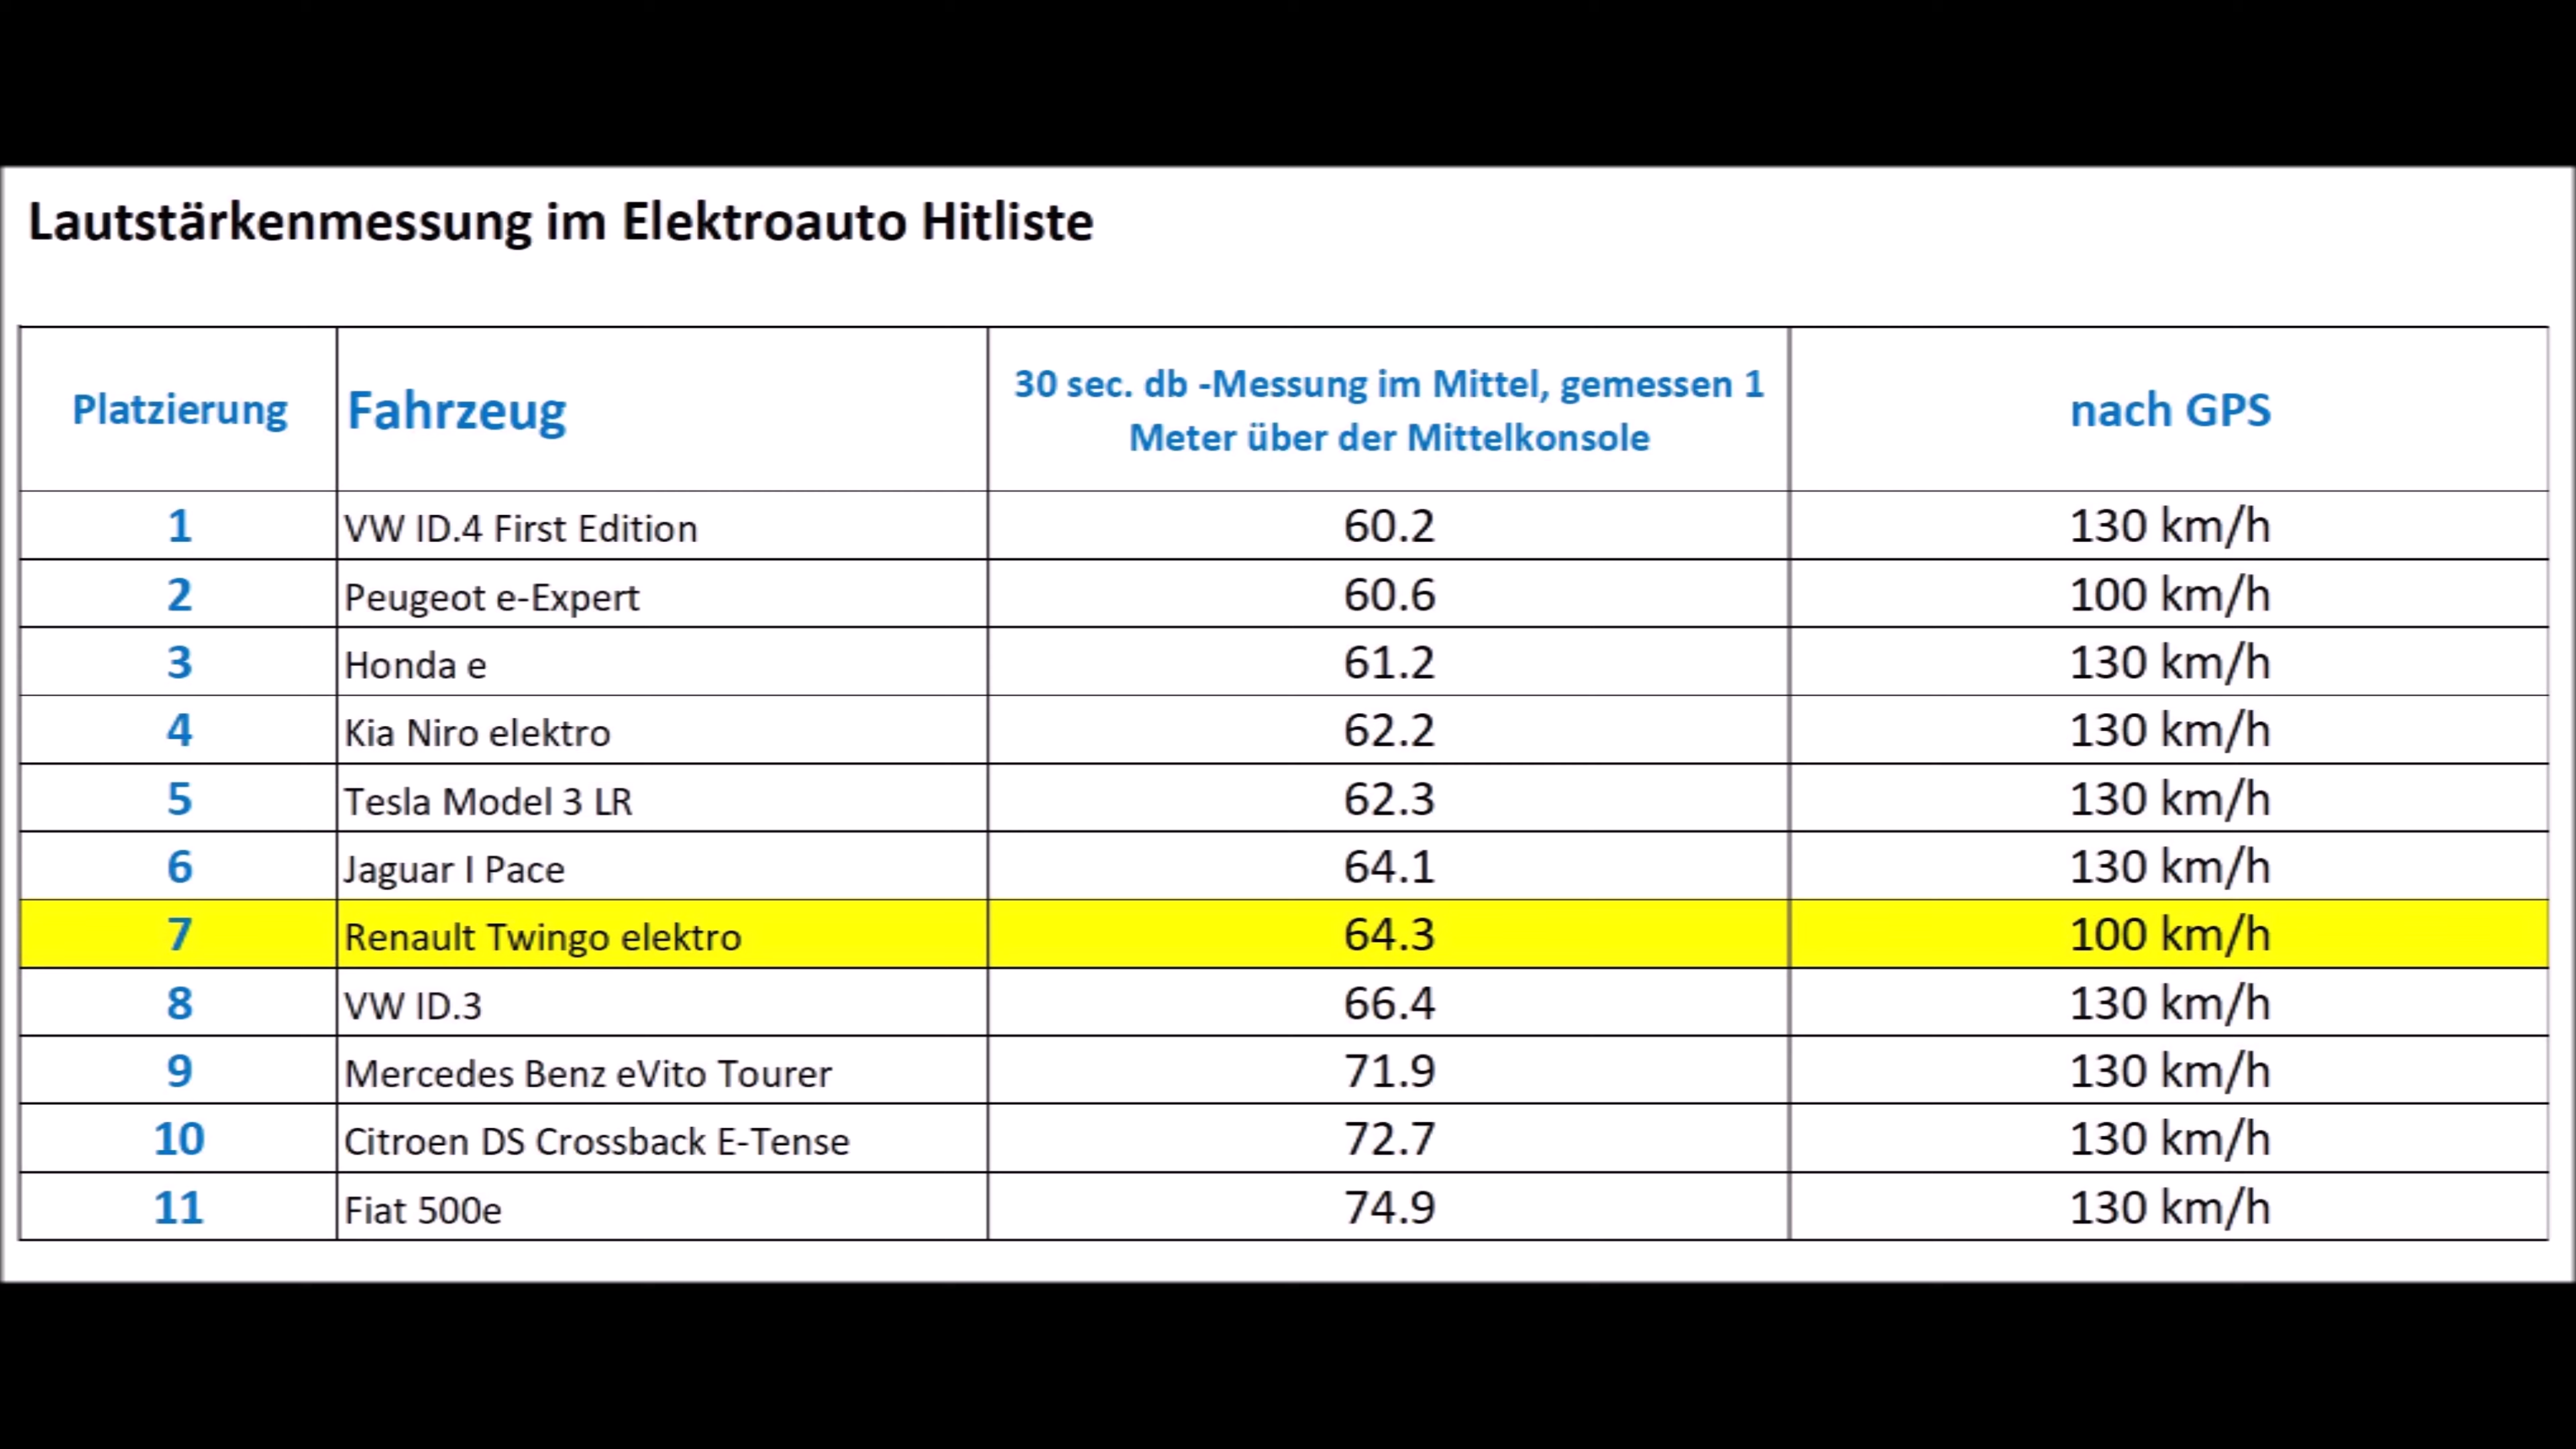 Lautstärkenmessung im Elektroauto Hitliste
Platzierung Fahrzeug 30 sec. db -Messung im Mittel, gemessen 1 Meter über der Mittelkonsole nach GPS
1 VW ID.4 First Edition 60.2 130 km/h
2 Peugeot e-Expert 60.6 100 km/h
3 Honda e 61.2 130 km/h
4 Kia Niro elektro 62.2 130 km/h
5 Tesla Model 3 LR 62.3 130 km/h
6 Jaguar I Pace 64.1 130 km/h
7 Renault Twingo elektro 64.3 100 km/h
8 VW ID.3 66.4 130 km/h
9 Mercedes Benz eVito Tourer 71.9 130 km/h
10 Citroen DS Crossback E-Tense 72.7 130 km/h
11 Fiat 500e 74.9 130 km/h